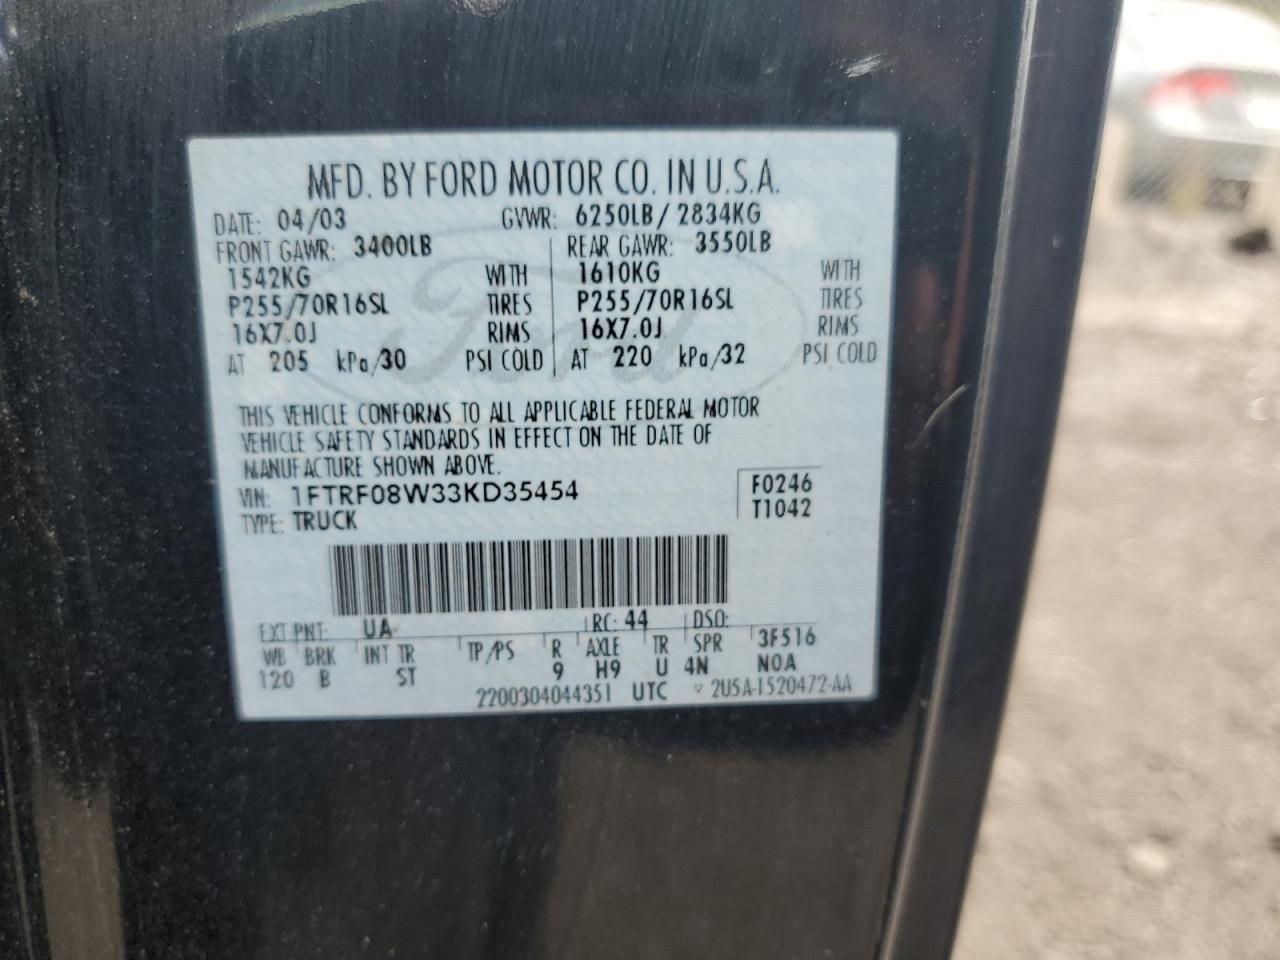 MFD. BY FORD MOTOR CO. IN U.S.A.
DATE: 04/03 GVWR: 6250LB / 2834KG
FRONT GAWR: 3400LB REAR GAWR: 3550LB
1542KG WITH 1610KG WITH
P255/70R16SL TIRES P255/70R16SL TIRES
16X7.0J RIMS 16X7.0J RIMS
AT 205 kPa/30 PSI COLD AT 220 kPa/32 PSI COLD
Ford
THIS VEHICLE CONFORMS TO ALL APPLICABLE FEDERAL MOTOR
VEHICLE SAFETY STANDARDS IN EFFECT ON THE DATE OF
MANUFACTURE SHOWN ABOVE.
VIN: 1FTRF08W33KD35454 F0246
TYPE: TRUCK T1042
EXT PNT: UA RC: 44 DSO:
WB BRK INT TR TP/PS R AXLE TR SPR 3F516
120 B ST 9 H9 U 4N N0A
2200304044351 UTC ▽ 2U5A-1520472-AA